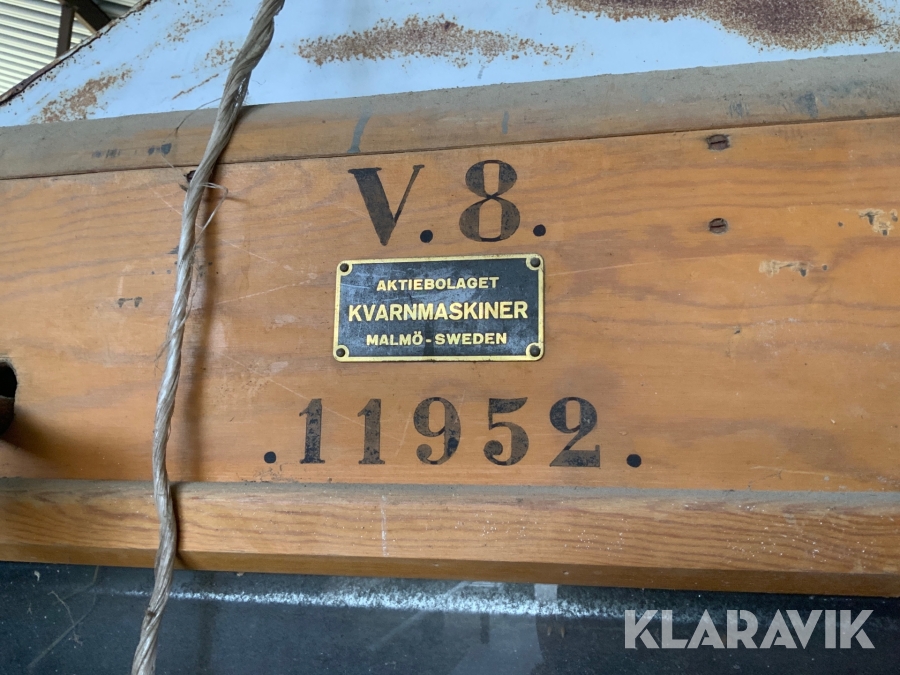 V.8.
AKTIEBOLAGET
KVARNMASKINER
MALMÖ-SWEDEN
.11952.
KLARAVIK